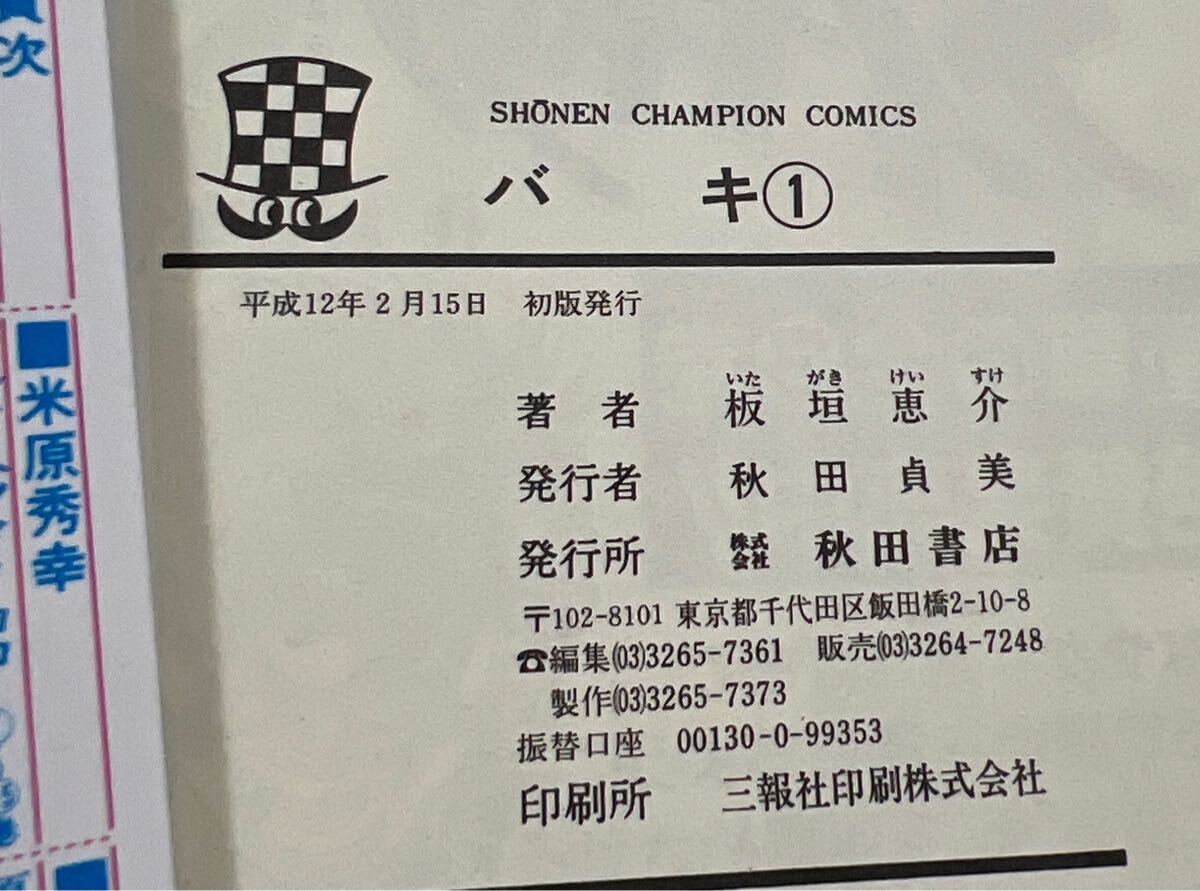 SHŌNEN CHAMPION COMICS
バ キ①
平成12年2月15日 初版発行
著者 板垣恵介
いた がき けい すけ
発行者 秋田貞美
発行所 株式会社 秋田書店
〒102-8101 東京都千代田区飯田橋2-10-8
☎編集(03)3265-7361 販売(03)3264-7248
製作(03)3265-7373
振替口座 00130-0-99353
印刷所 三報社印刷株式会社
次
■米原秀幸